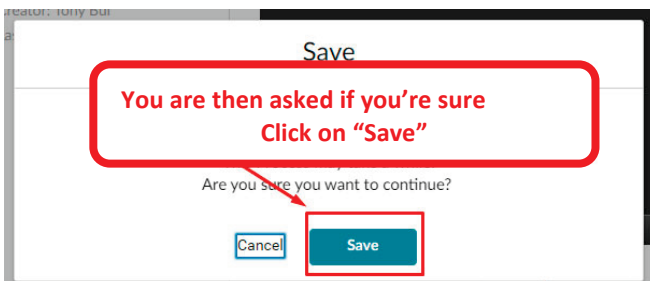 Creator: Tony Bui
Save
You are then asked if you're sure
Click on "Save"
Are you sure you want to continue?
Cancel
Save